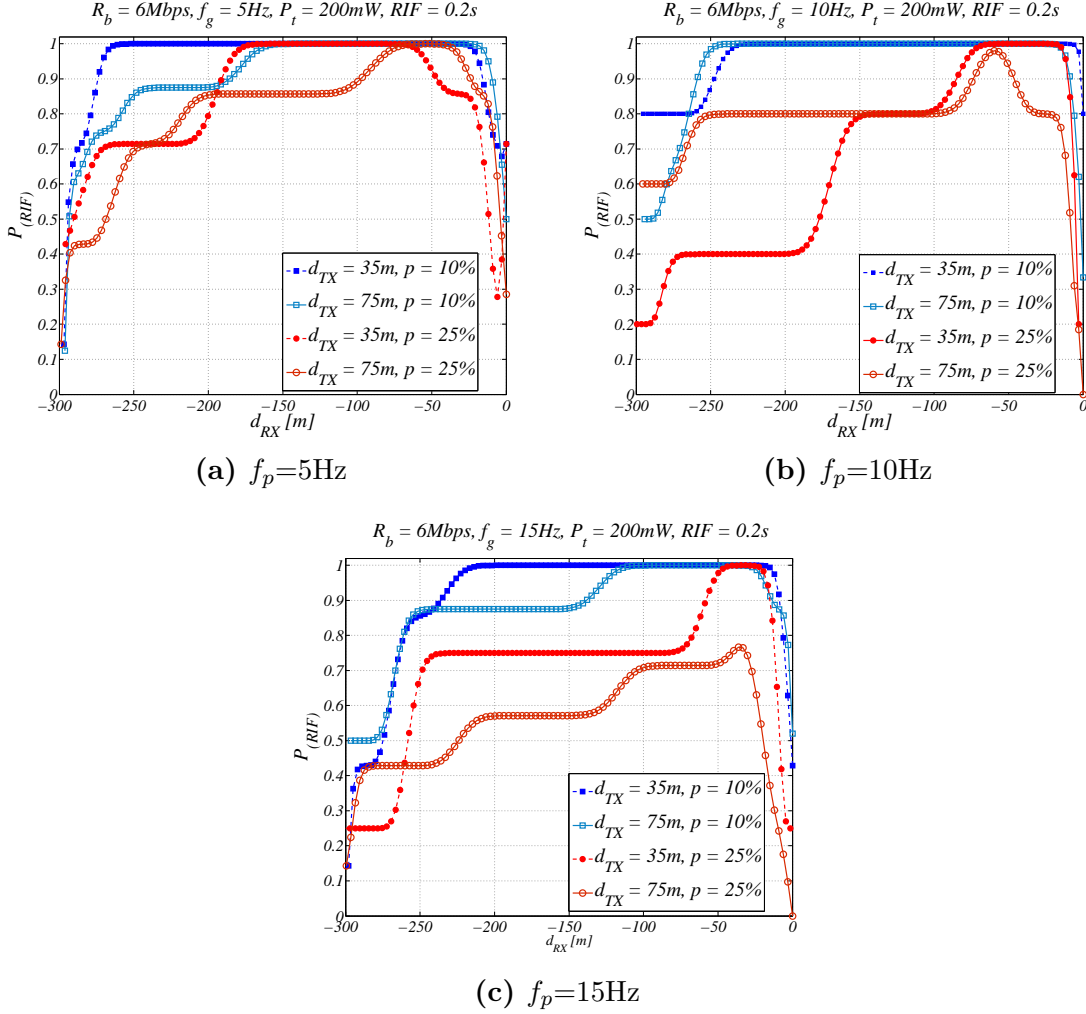 R_b = 6Mbps, f_g = 5Hz, P_t = 200mW, RIF = 0.2s
1
0.9
0.8
0.7
0.6
0.5
0.4
0.3
0.2
0.1
0
P_(RIF)
d_TX = 35m, p = 10%
d_TX = 75m, p = 10%
d_TX = 35m, p = 25%
d_TX = 75m, p = 25%
−300 −250 −200 −150 −100 −50 0
d_RX [m]
(a) f_p=5Hz
R_b = 6Mbps, f_g = 10Hz, P_t = 200mW, RIF = 0.2s
1
0.9
0.8
0.7
0.6
0.5
0.4
0.3
0.2
0.1
0
P_(RIF)
d_TX = 35m, p = 10%
d_TX = 75m, p = 10%
d_TX = 35m, p = 25%
d_TX = 75m, p = 25%
−300 −250 −200 −150 −100 −50 0
d_RX [m]
(b) f_p=10Hz
R_b = 6Mbps, f_g = 15Hz, P_t = 200mW, RIF = 0.2s
1
0.9
0.8
0.7
0.6
0.5
0.4
0.3
0.2
0.1
0
P_(RIF)
d_TX = 35m, p = 10%
d_TX = 75m, p = 10%
d_TX = 35m, p = 25%
d_TX = 75m, p = 25%
−300 −250 −200 −150 −100 −50 0
d_RX [m]
(c) f_p=15Hz